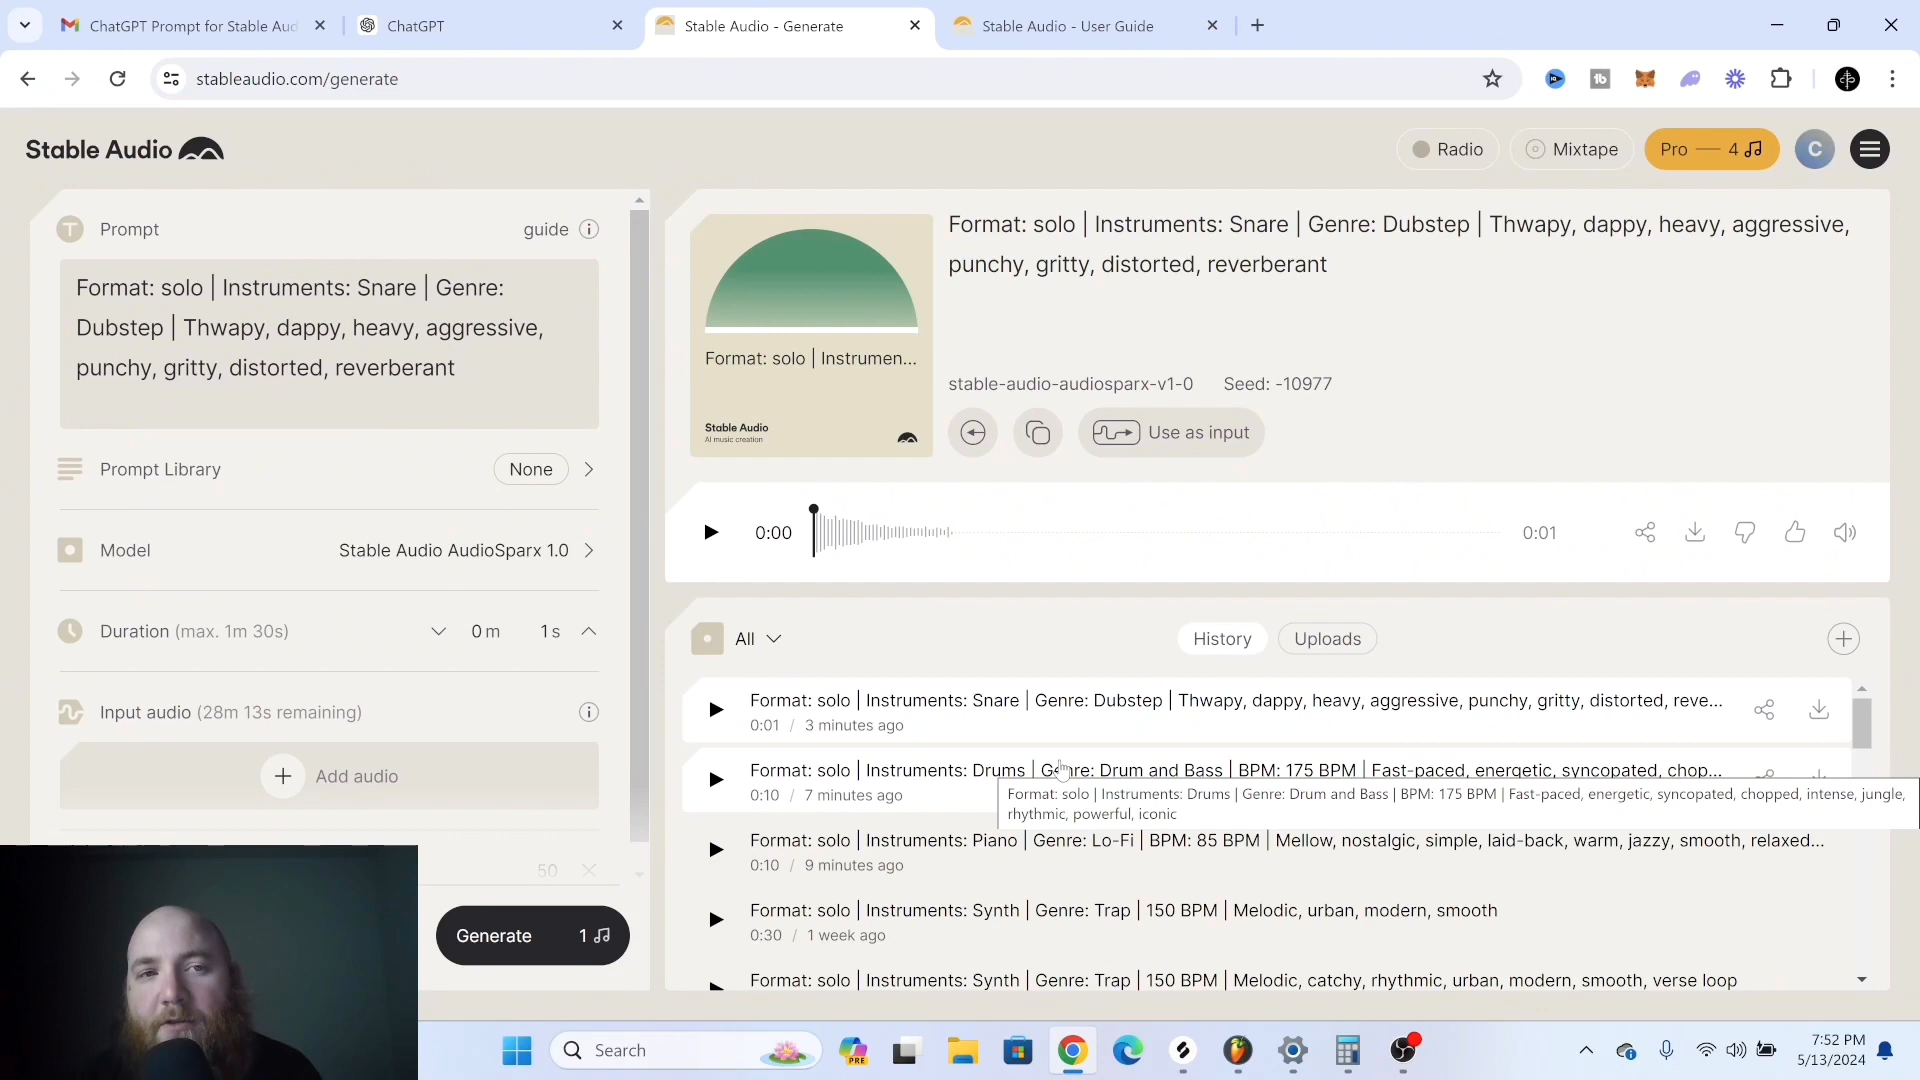 ChatGPT Prompt for Stable Aud
ChatGPT
Stable Audio - Generate
Stable Audio - User Guide
stableaudio.com/generate
Stable Audio
Radio
Mixtape
Pro — 4
C
Prompt
guide
Format: solo | Instruments: Snare | Genre:
Dubstep | Thwapy, dappy, heavy, aggressive,
punchy, gritty, distorted, reverberant
Prompt Library
None
Model
Stable Audio AudioSparx 1.0
Duration (max. 1m 30s)
0m
1s
Input audio (28m 13s remaining)
Add audio
50
Generate
1
Format: solo | Instruments: Snare | Genre: Dubstep | Thwapy, dappy, heavy, aggressive,
punchy, gritty, distorted, reverberant
Format: solo | Instrumen...
Stable Audio
AI music creation
stable-audio-audiosparx-v1-0
Seed: -10977
Use as input
0:00
0:01
All
History
Uploads
Format: solo | Instruments: Snare | Genre: Dubstep | Thwapy, dappy, heavy, aggressive, punchy, gritty, distorted, reve...
0:01 / 3 minutes ago
Format: solo | Instruments: Drums | Genre: Drum and Bass | BPM: 175 BPM | Fast-paced, energetic, syncopated, chop...
0:10 / 7 minutes ago
Format: solo | Instruments: Drums | Genre: Drum and Bass | BPM: 175 BPM | Fast-paced, energetic, syncopated, chopped, intense, jungle,
rhythmic, powerful, iconic
Format: solo | Instruments: Piano | Genre: Lo-Fi | BPM: 85 BPM | Mellow, nostalgic, simple, laid-back, warm, jazzy, smooth, relaxed...
0:10 / 9 minutes ago
Format: solo | Instruments: Synth | Genre: Trap | 150 BPM | Melodic, urban, modern, smooth
0:30 / 1 week ago
Format: solo | Instruments: Synth | Genre: Trap | 150 BPM | Melodic, catchy, rhythmic, urban, modern, smooth, verse loop
Search
PRE
7:52 PM
5/13/2024